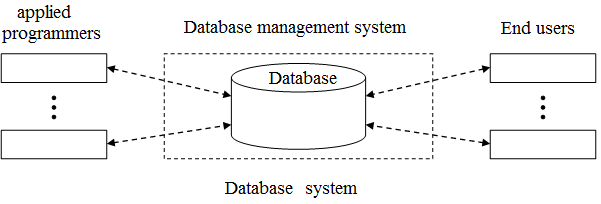 applied
programmers
Database management system
End users
Database
Database system